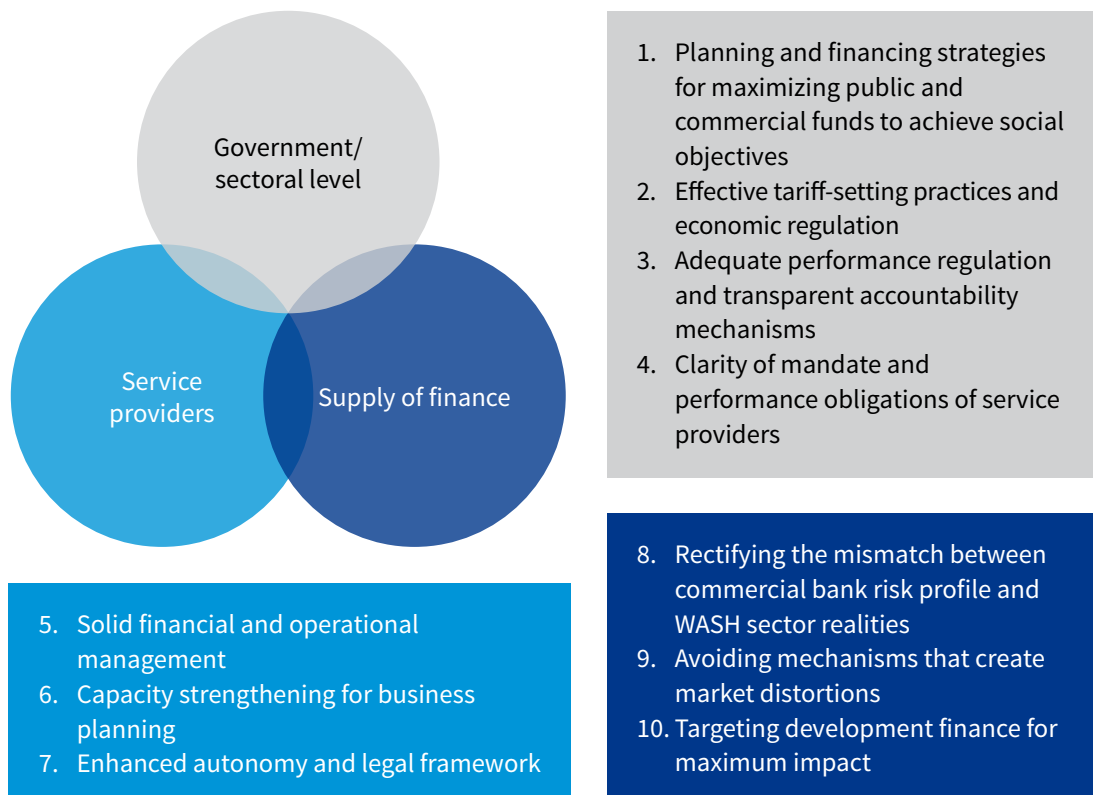 Government/
sectoral level
Service
providers
Supply of finance
1. Planning and financing strategies
for maximizing public and
commercial funds to achieve social
objectives
2. Effective tariff-setting practices and
economic regulation
3. Adequate performance regulation
and transparent accountability
mechanisms
4. Clarity of mandate and
performance obligations of service
providers
5. Solid financial and operational
management
6. Capacity strengthening for business
planning
7. Enhanced autonomy and legal framework
8. Rectifying the mismatch between
commercial bank risk profile and
WASH sector realities
9. Avoiding mechanisms that create
market distortions
10. Targeting development finance for
maximum impact